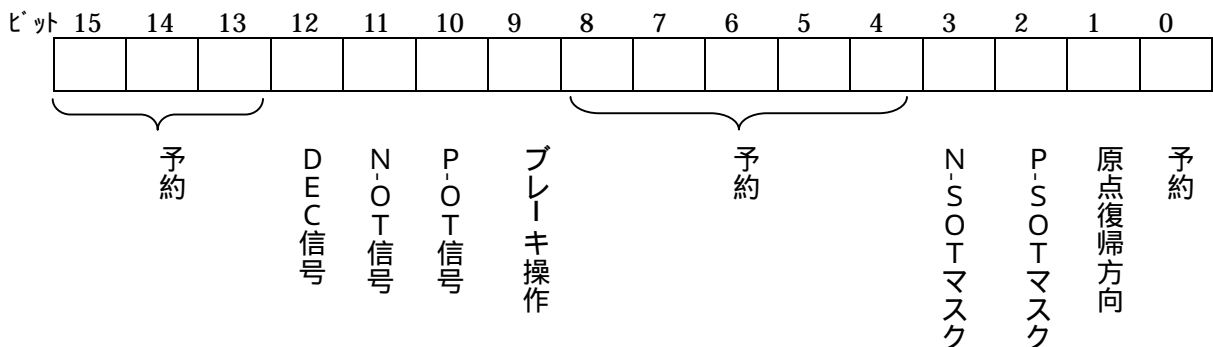 ﾋﾞｯﾄ 15 14 13 12 11 10 9 8 7 6 5 4 3 2 1 0
予約
DEC信号
N-OT信号
P-OT信号
ブレーキ操作
予約
N-SOTマスク
P-SOTマスク
原点復帰方向
予約